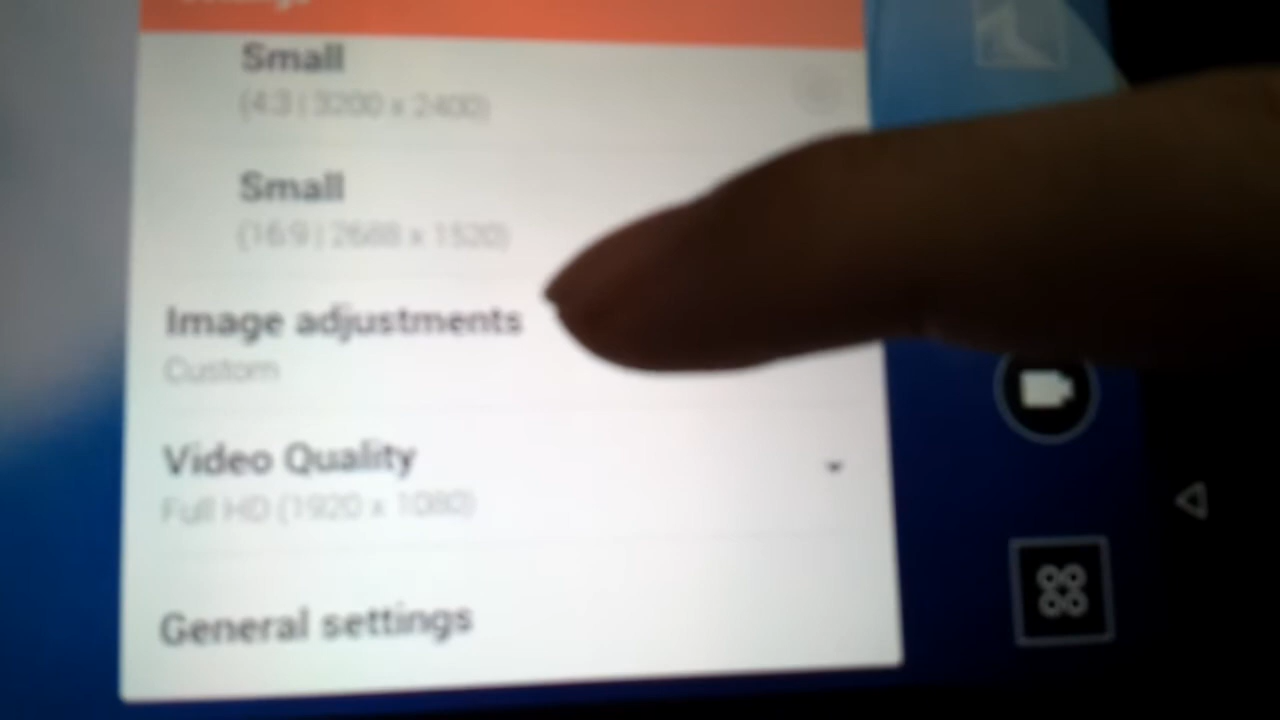 Small
(4:3 | 3200 x 2400)
Small
(16:9 | 2688 x 1520)
Image adjustments
Custom
Video Quality
Full HD (1920 x 1080)
General settings